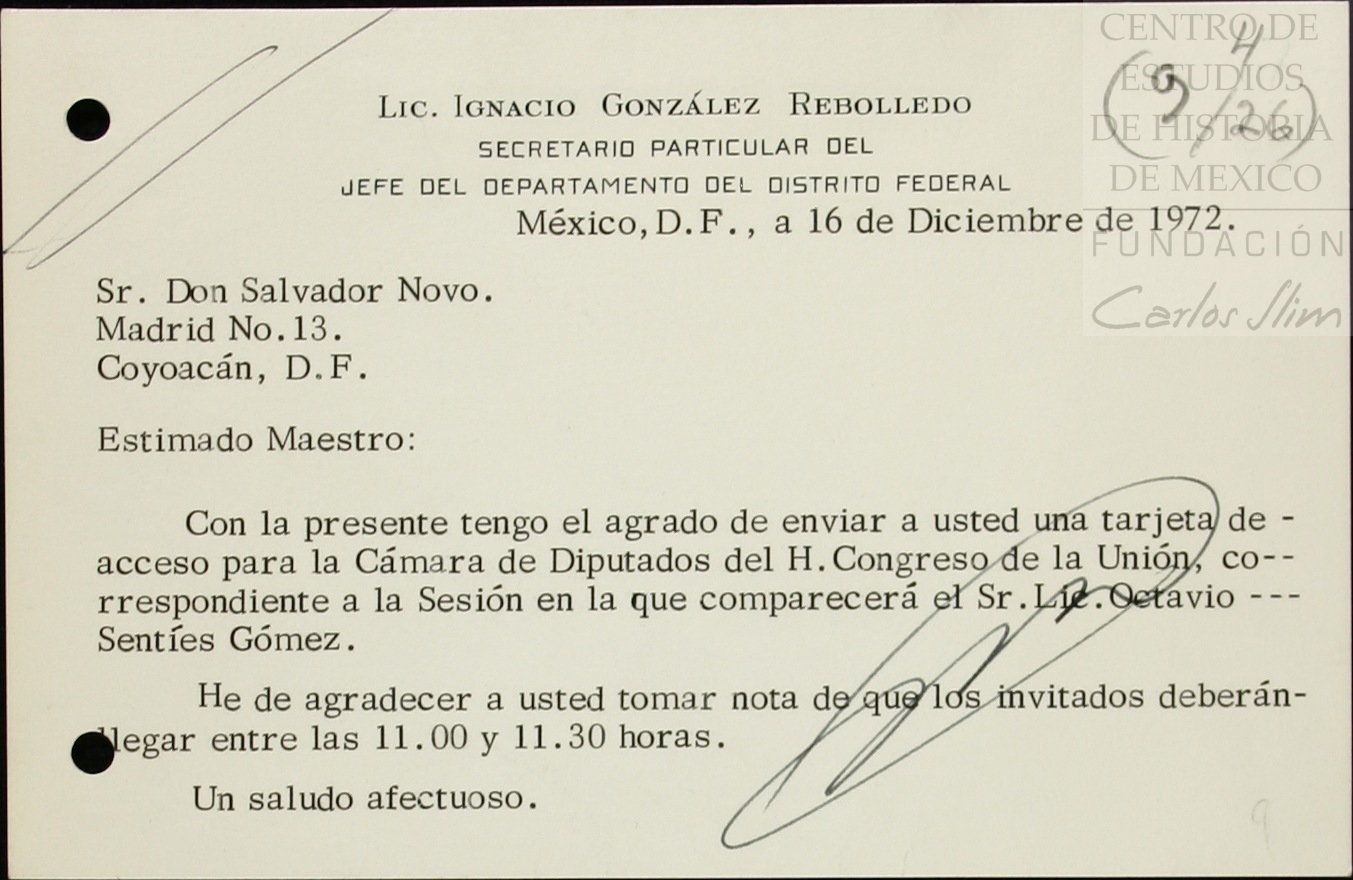 CENTRO DE
ESTUDIOS
DE HISTORIA
DE MEXICO
FUNDACIÓN
Carlos Slim
4
9/26
LIC. IGNACIO GONZÁLEZ REBOLLEDO
SECRETARIO PARTICULAR DEL
JEFE DEL DEPARTAMENTO DEL DISTRITO FEDERAL
México, D.F., a 16 de Diciembre de 1972.
Sr. Don Salvador Novo.
Madrid No.13.
Coyoacán, D.F.
Estimado Maestro:
Con la presente tengo el agrado de enviar a usted una tarjeta de -
acceso para la Cámara de Diputados del H.Congreso de la Unión, co--
rrespondiente a la Sesión en la que comparecerá el Sr.Lic.Octavio ---
Sentíes Gómez.
He de agradecer a usted tomar nota de que los invitados deberán-
llegar entre las 11.00 y 11.30 horas.
Un saludo afectuoso.
9